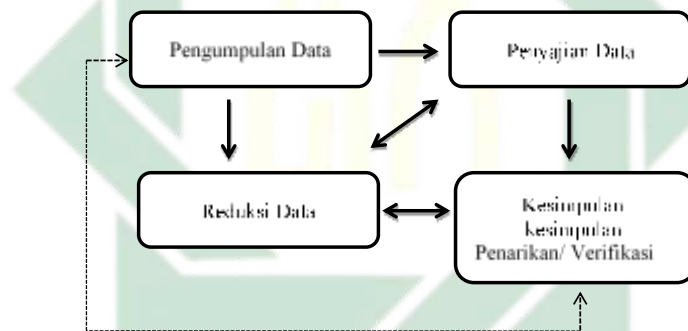 Pengumpulan Data
Penyajian Data
Reduksi Data
Kesimpulan
kesimpulan
Penarikan/ Verifikasi